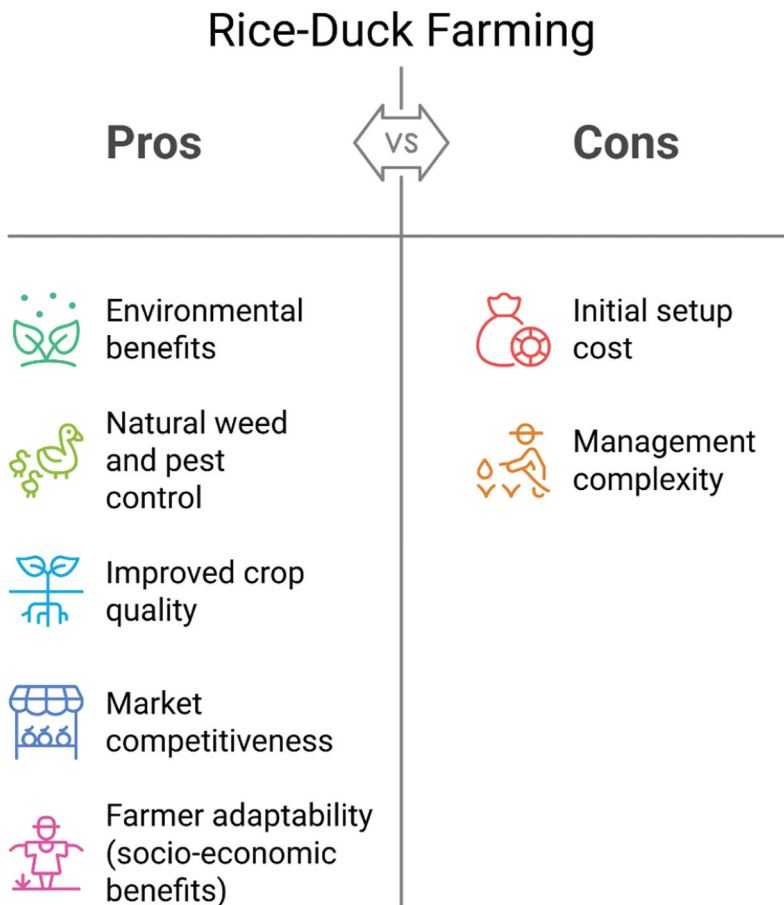 Rice-Duck Farming
Pros
VS
Cons
Environmental
benefits
Natural weed
and pest
control
Improved crop
quality
Market
competitiveness
Farmer adaptability
(socio-economic
benefits)
Initial setup
cost
Management
complexity